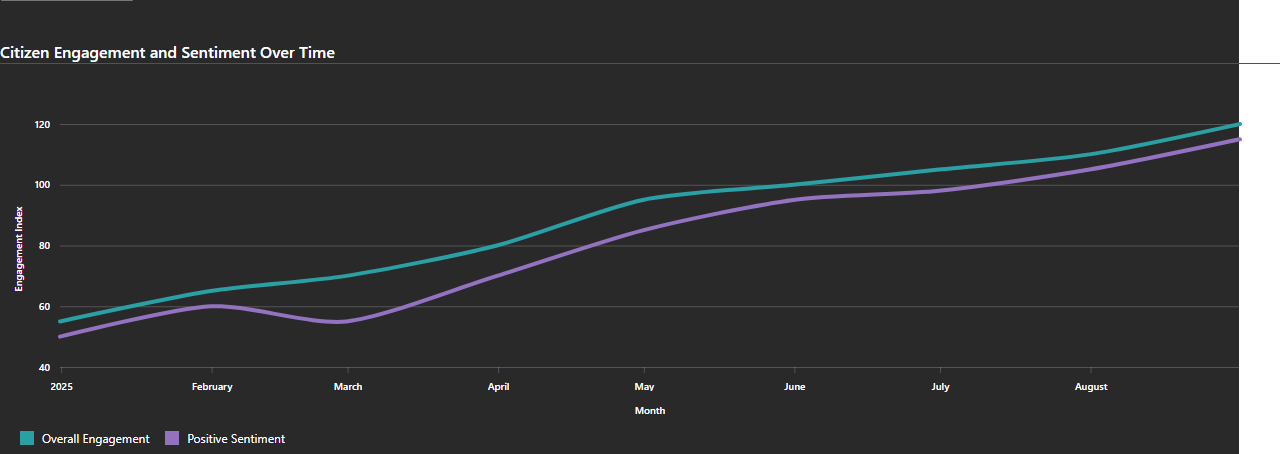 Citizen Engagement and Sentiment Over Time
120
100
80
60
40
Engagement Index
2025 February March April May June July August
Month
Overall Engagement Positive Sentiment